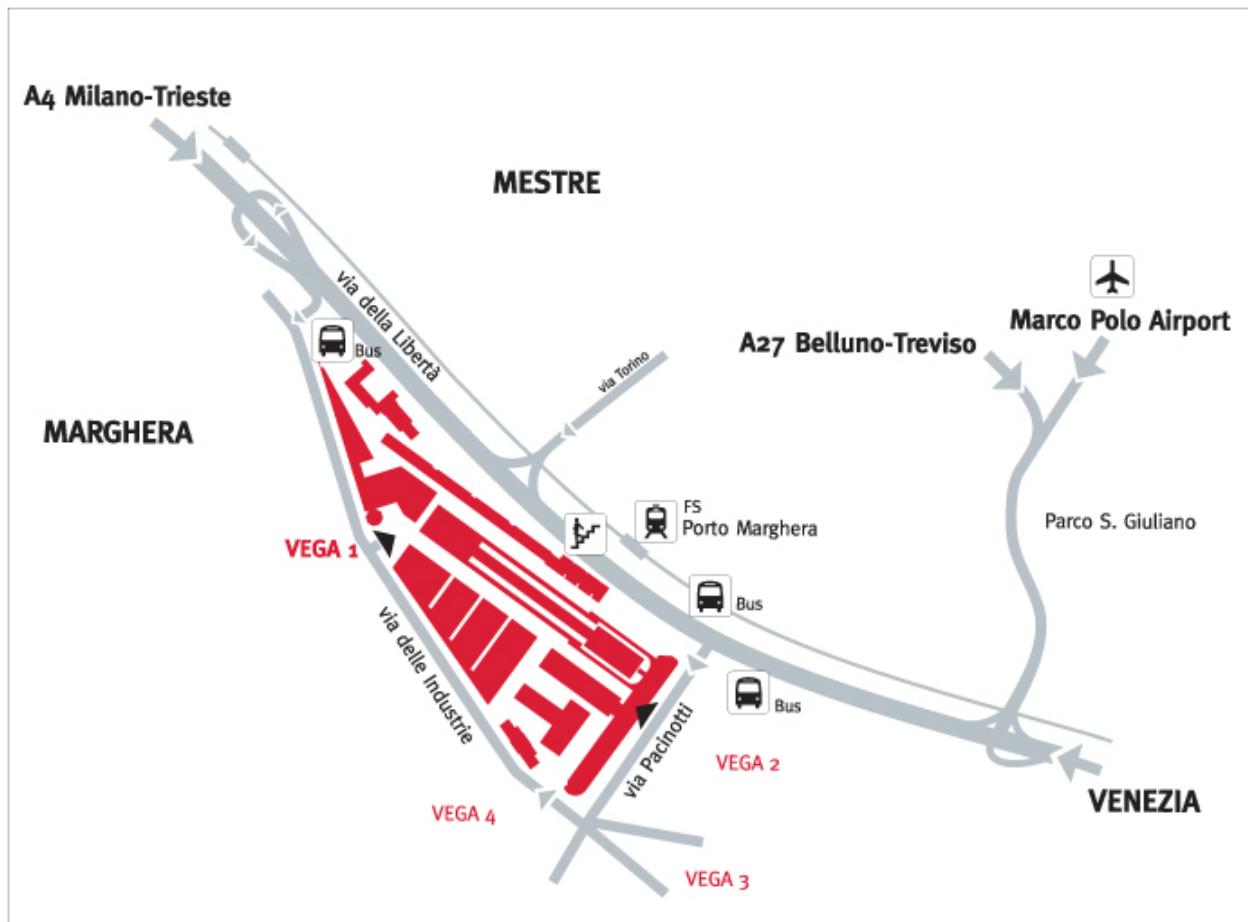 A4 Milano-Trieste
MESTRE
via della Libertà
Marco Polo Airport
A27 Belluno-Treviso
Bus
via Torino
MARGHERA
FS
Porto Marghera
Parco S. Giuliano
VEGA 1
Bus
via delle Industrie
Bus
via Pacinotti
VEGA 2
VENEZIA
VEGA 4
VEGA 3